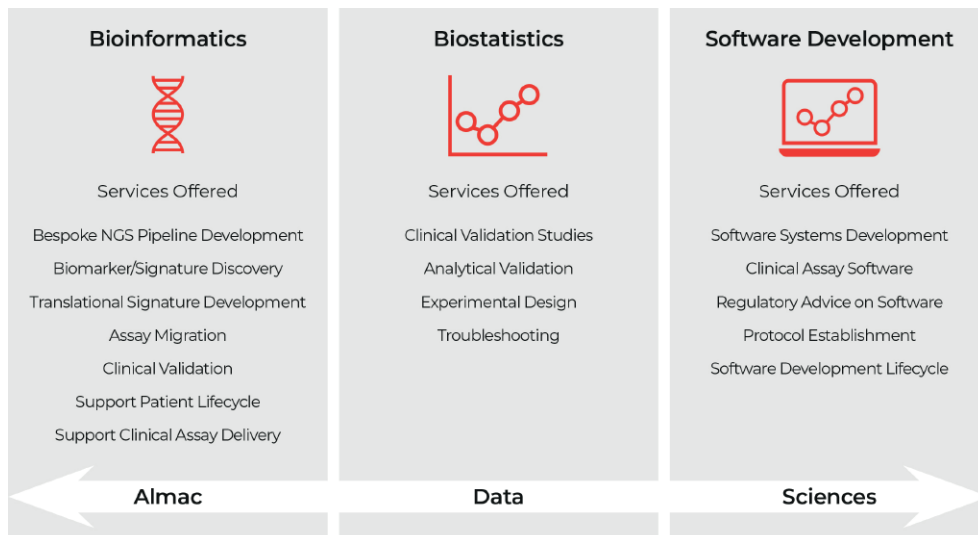 Bioinformatics
Services Offered
Bespoke NGS Pipeline Development
Biomarker/Signature Discovery
Translational Signature Development
Assay Migration
Clinical Validation
Support Patient Lifecycle
Support Clinical Assay Delivery
Biostatistics
Services Offered
Clinical Validation Studies
Analytical Validation
Experimental Design
Troubleshooting
Software Development
Services Offered
Software Systems Development
Clinical Assay Software
Regulatory Advice on Software
Protocol Establishment
Software Development Lifecycle
Almac Data Sciences